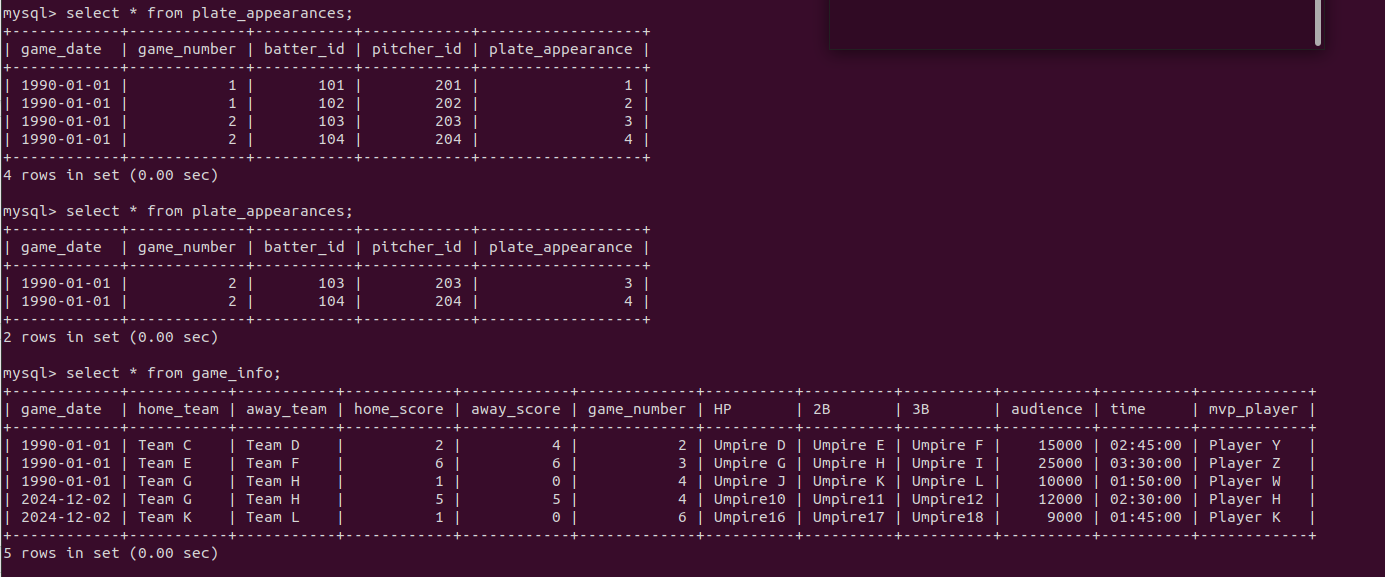 mysql> select * from plate_appearances;
+------------+-------------+-----------+------------+------------------+
| game_date  | game_number | batter_id | pitcher_id | plate_appearance |
+------------+-------------+-----------+------------+------------------+
| 1990-01-01 |           1 |       101 |        201 |                1 |
| 1990-01-01 |           1 |       102 |        202 |                2 |
| 1990-01-01 |           2 |       103 |        203 |                3 |
| 1990-01-01 |           2 |       104 |        204 |                4 |
+------------+-------------+-----------+------------+------------------+
4 rows in set (0.00 sec)

mysql> select * from plate_appearances;
+------------+-------------+-----------+------------+------------------+
| game_date  | game_number | batter_id | pitcher_id | plate_appearance |
+------------+-------------+-----------+------------+------------------+
| 1990-01-01 |           2 |       103 |        203 |                3 |
| 1990-01-01 |           2 |       104 |        204 |                4 |
+------------+-------------+-----------+------------+------------------+
2 rows in set (0.00 sec)

mysql> select * from game_info;
+------------+-----------+-----------+------------+------------+-------------+----------+----------+----------+----------+----------+------------+
| game_date  | home_team | away_team | home_score | away_score | game_number | HP       | 2B       | 3B       | audience | time     | mvp_player |
+------------+-----------+-----------+------------+------------+-------------+----------+----------+----------+----------+----------+------------+
| 1990-01-01 | Team C    | Team D    |          2 |          4 |           2 | Umpire D | Umpire E | Umpire F |    15000 | 02:45:00 | Player Y   |
| 1990-01-01 | Team E    | Team F    |          6 |          6 |           3 | Umpire G | Umpire H | Umpire I |    25000 | 03:30:00 | Player Z   |
| 1990-01-01 | Team G    | Team H    |          1 |          0 |           4 | Umpire J | Umpire K | Umpire L |    10000 | 01:50:00 | Player W   |
| 2024-12-02 | Team G    | Team H    |          5 |          5 |           4 | Umpire10 | Umpire11 | Umpire12 |    12000 | 02:30:00 | Player H   |
| 2024-12-02 | Team K    | Team L    |          1 |          0 |           6 | Umpire16 | Umpire17 | Umpire18 |     9000 | 01:45:00 | Player K   |
+------------+-----------+-----------+------------+------------+-------------+----------+----------+----------+----------+----------+------------+
5 rows in set (0.00 sec)